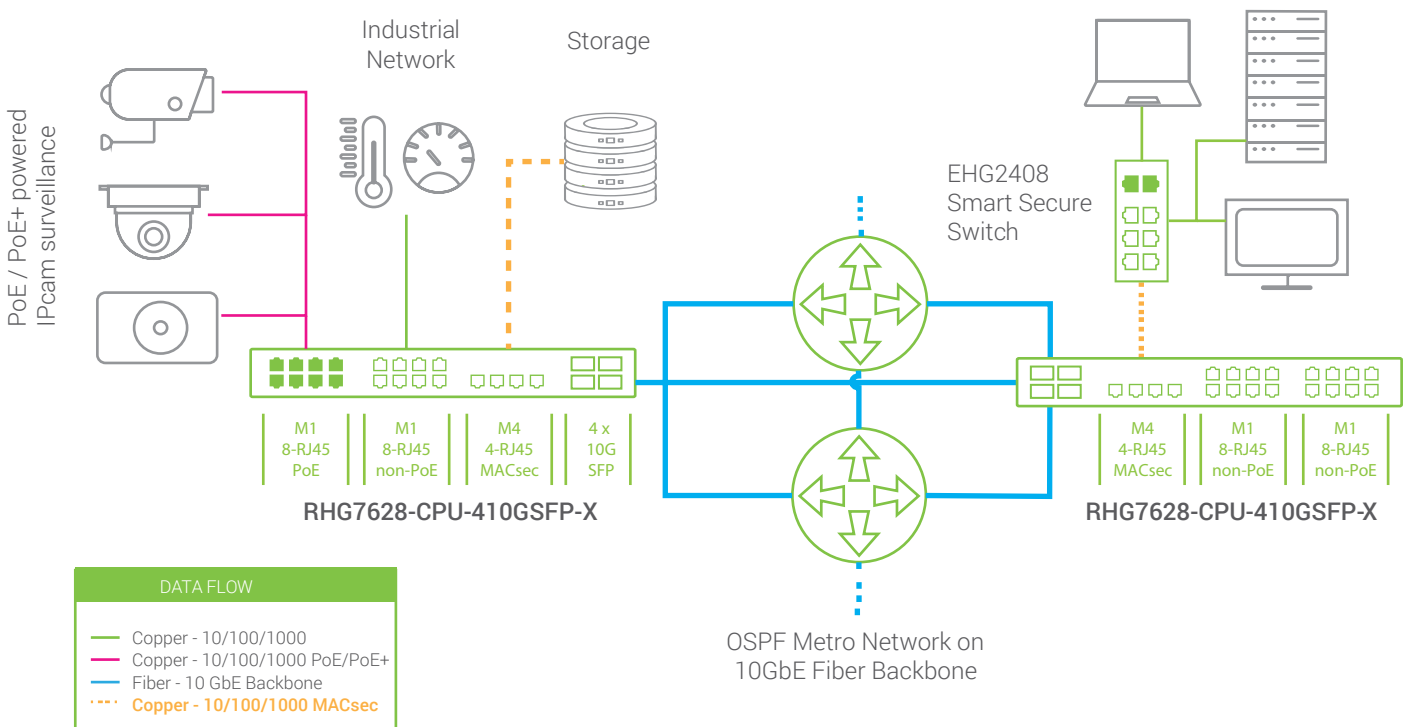 PoE / PoE+ powered
IPcam surveillance
Industrial
Network
Storage
EHG2408
Smart Secure
Switch
M1
8-RJ45
PoE
M1
8-RJ45
non-PoE
M4
4-RJ45
MACsec
4 x
10G
SFP
RHG7628-CPU-410GSFP-X
M4
4-RJ45
MACsec
M1
8-RJ45
non-PoE
M1
8-RJ45
non-PoE
RHG7628-CPU-410GSFP-X
OSPF Metro Network on
10GbE Fiber Backbone
DATA FLOW
Copper - 10/100/1000
Copper - 10/100/1000 PoE/PoE+
Fiber - 10 GbE Backbone
Copper - 10/100/1000 MACsec